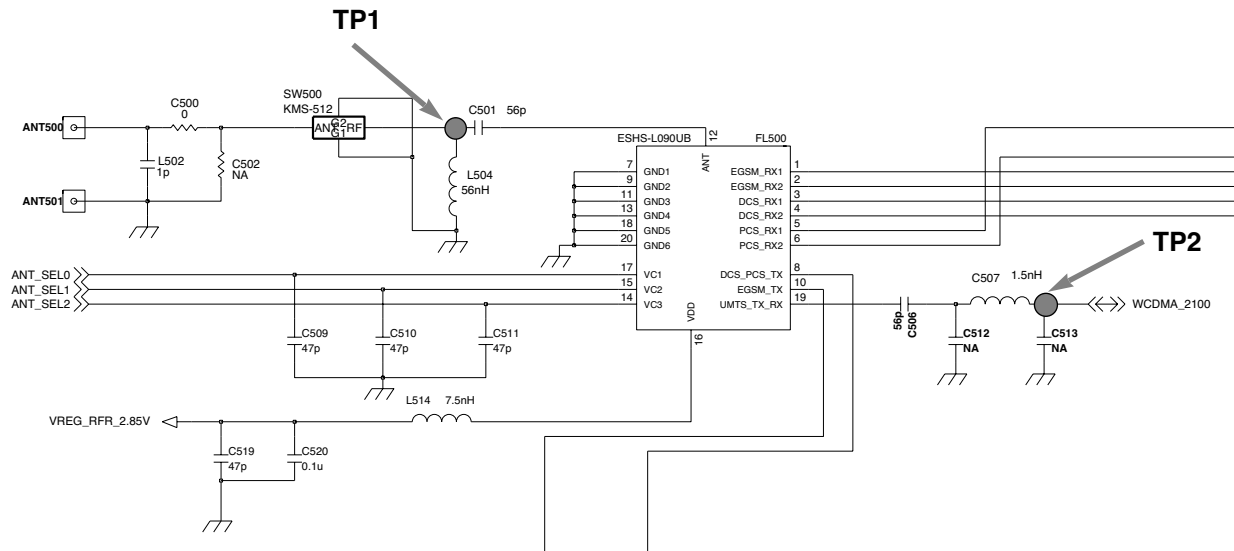 TP1
SW500
KMS-512
C500
0
C501 56p
ANT500
ANT RF
G2
G1
L502
1p
C502
NA
L504
56nH
ANT501
ESHS-L090UB
FL500
12
ANT
7 GND1
9 GND2
11 GND3
13 GND4
18 GND5
20 GND6
17 VC1
15 VC2
14 VC3
EGSM_RX1 1
EGSM_RX2 2
DCS_RX1 3
DCS_RX2 4
PCS_RX1 5
PCS_RX2 6
DCS_PCS_TX 8
EGSM_TX 10
UMTS_TX_RX 19
VDD
16
TP2
ANT_SEL0
ANT_SEL1
ANT_SEL2
C507 1.5nH
WCDMA_2100
56p
C506
C512
NA
C513
NA
C509
47p
C510
47p
C511
47p
L514 7.5nH
VREG_RFR_2.85V
C519
47p
C520
0.1u